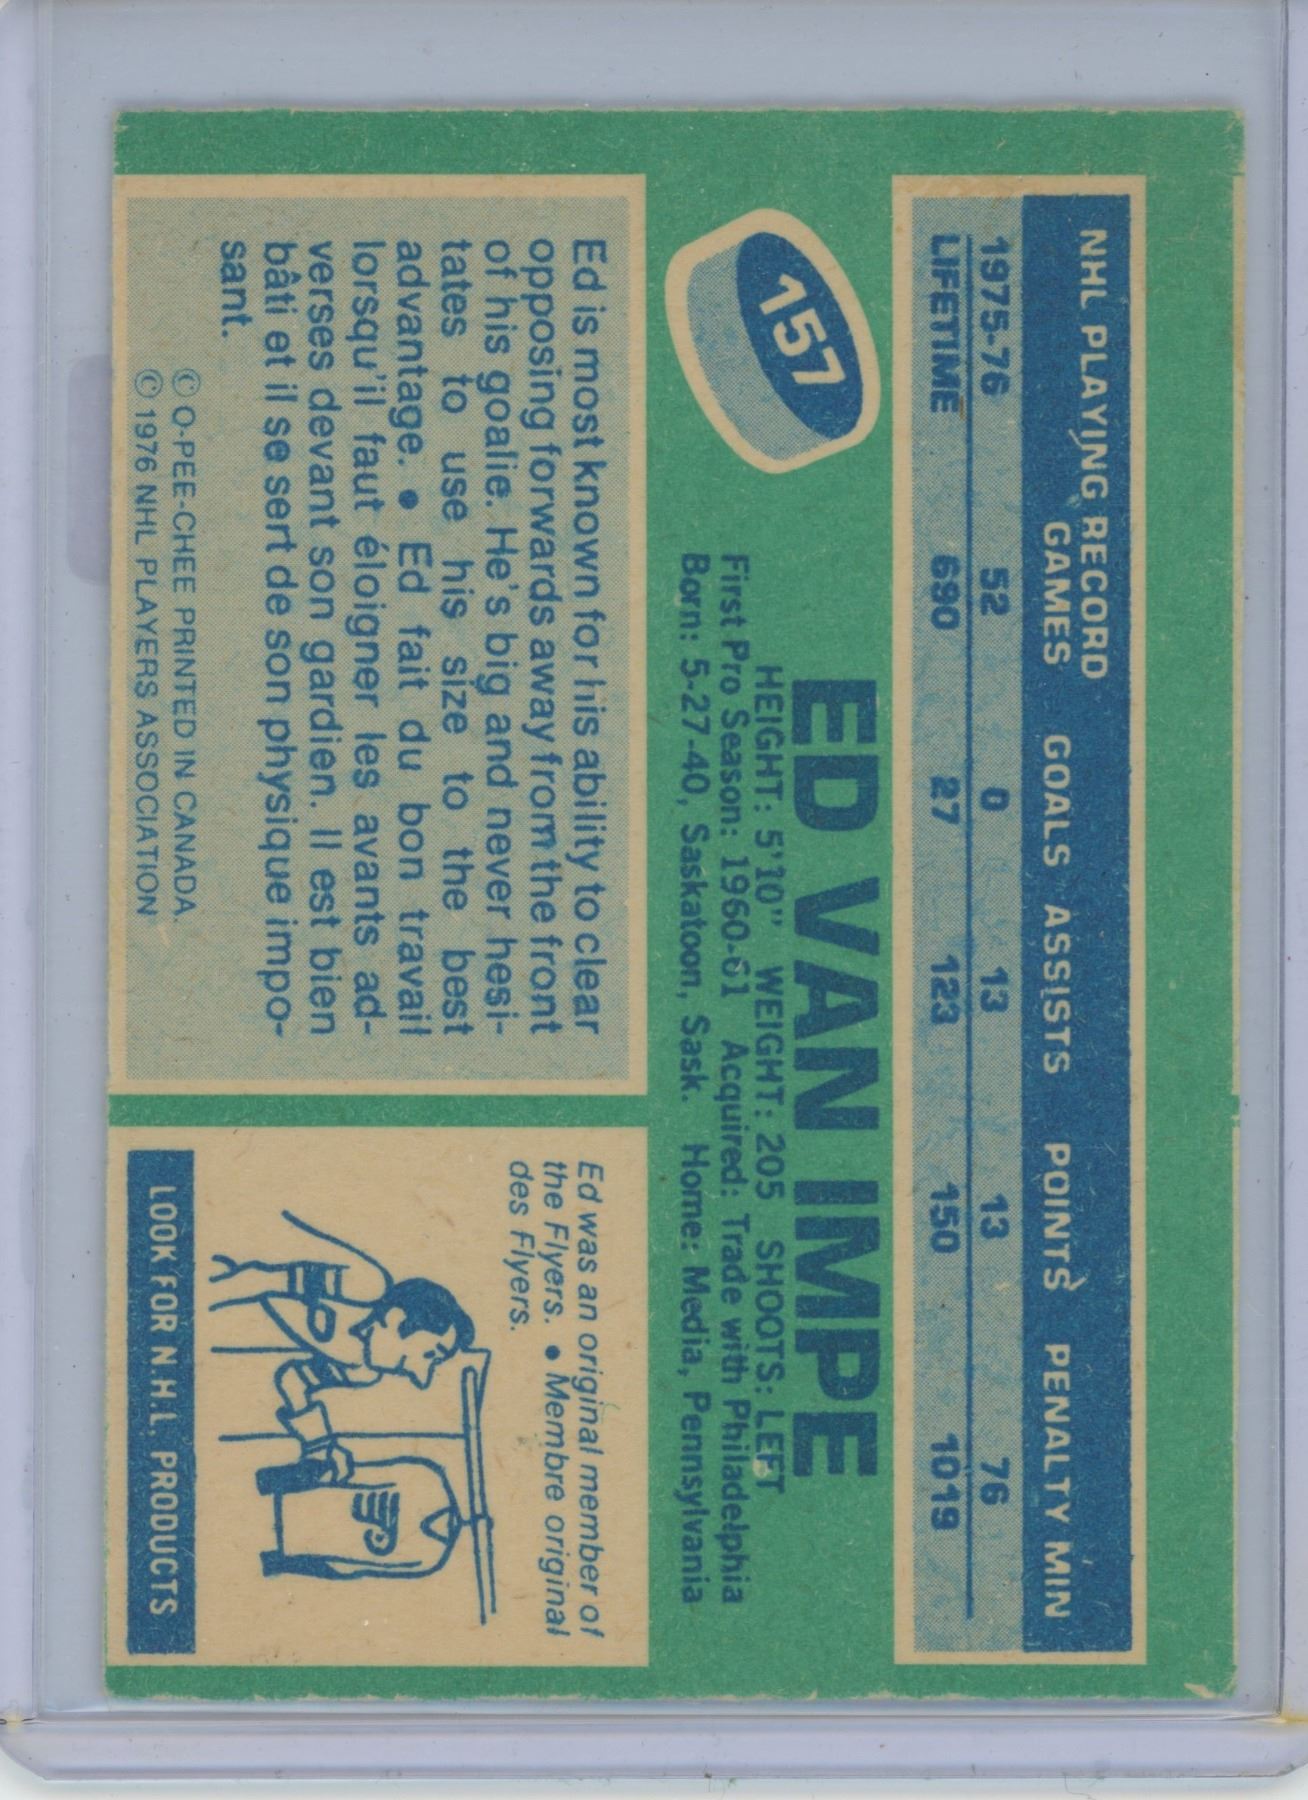 NHL PLAYING RECORD
GAMES GOALS ASSISTS POINTS PENALTY MIN
1975-76 52 0 13 13 76
LIFETIME 690 27 123 150 1019
157
ED VAN IMPE
HEIGHT: 5'10" WEIGHT: 205 SHOOTS: LEFT
First Pro Season: 1960-61 Acquired: Trade with Philadelphia
Born: 5-27-40, Saskatoon, Sask. Home: Media, Pennsylvania
Ed is most known for his ability to clear
opposing forwards away from the front
of his goalie. He's big and never hesi-
tates to use his size to the best
advantage. • Ed fait du bon travail
lorsqu'il faut éloigner les avants ad-
verses devant son gardien. Il est bien
bâti et il se sert de son physique impo-
sant.
© O-PEE-CHEE PRINTED IN CANADA.
© 1976 NHL PLAYERS ASSOCIATION
Ed was an original member of
the Flyers. • Membre original
des Flyers.
LOOK FOR N.H.L. PRODUCTS